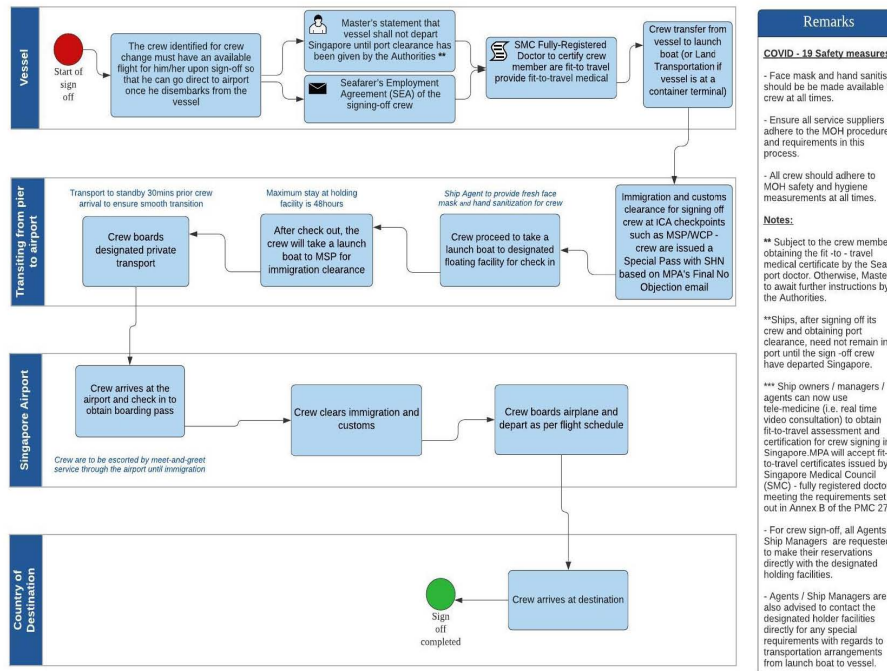 Vessel
Start of
sign
off
The crew identified for crew
change must have an available
flight for him/her upon sign-off so
that he can go direct to airport
once he disembarks from the
vessel
Master's statement that
vessel shall not depart
Singapore until port clearance has
been given by the Authorities **
Seafarer's Employment
Agreement (SEA) of the
signing-off crew
SMC Fully-Registered
Doctor to certify crew
member are fit-to travel
provide fit-to-travel medical
Crew transfer from
vessel to launch
boat (or Land
Transportation if
vessel is at a
container terminal)
Transiting from pier
to airport
Transport to standby 30mins prior crew
arrival to ensure smooth transition
Crew boards
designated private
transport
Maximum stay at holding
facility is 48hours
After check out, the
crew will take a launch
boat to MSP for
immigration clearance
Ship Agent to provide fresh face
mask and hand sanitization for crew
Crew proceed to take a
launch boat to designated
floating facility for check in
Immigration and customs
clearance for signing off
crew at ICA checkpoints
such as MSP/WCP -
crew are issued a
Special Pass with SHN
based on MPA's Final No
Objection email
Singapore Airport
Crew arrives at the
airport and check in to
obtain boarding pass
Crew are to be escorted by meet-and-greet
service through the airport until immigration
Crew clears immigration and
customs
Crew boards airplane and
depart as per flight schedule
Country of
Destination
Sign
off
completed
Crew arrives at destination
Remarks
COVID - 19 Safety measures
- Face mask and hand sanitis
should be be made available
crew at all times.
- Ensure all service suppliers
adhere to the MOH procedure
and requirements in this
process.
- All crew should adhere to
MOH safety and hygiene
measurements at all times.
Notes:
** Subject to the crew membe
obtaining the fit -to - travel
medical certificate by the Sea
port doctor. Otherwise, Maste
to await further instructions by
the Authorities.
**Ships, after signing off its
crew and obtaining port
clearance, need not remain in
port until the sign -off crew
have departed Singapore.
*** Ship owners / managers /
agents can now use
tele-medicine (i.e. real time
video consultation) to obtain
fit-to-travel assessment and
certification for crew signing in
Singapore.MPA will accept fit-
to-travel certificates issued by
Singapore Medical Council
(SMC) - fully registered docto
meeting the requirements set
out in Annex B of the PMC 27
- For crew sign-off, all Agents
Ship Managers are requested
to make their reservations
directly with the designated
holding facilities.
- Agents / Ship Managers are
also advised to contact the
designated holder facilities
directly for any special
requirements with regards to
transportation arrangements
from launch boat to vessel.